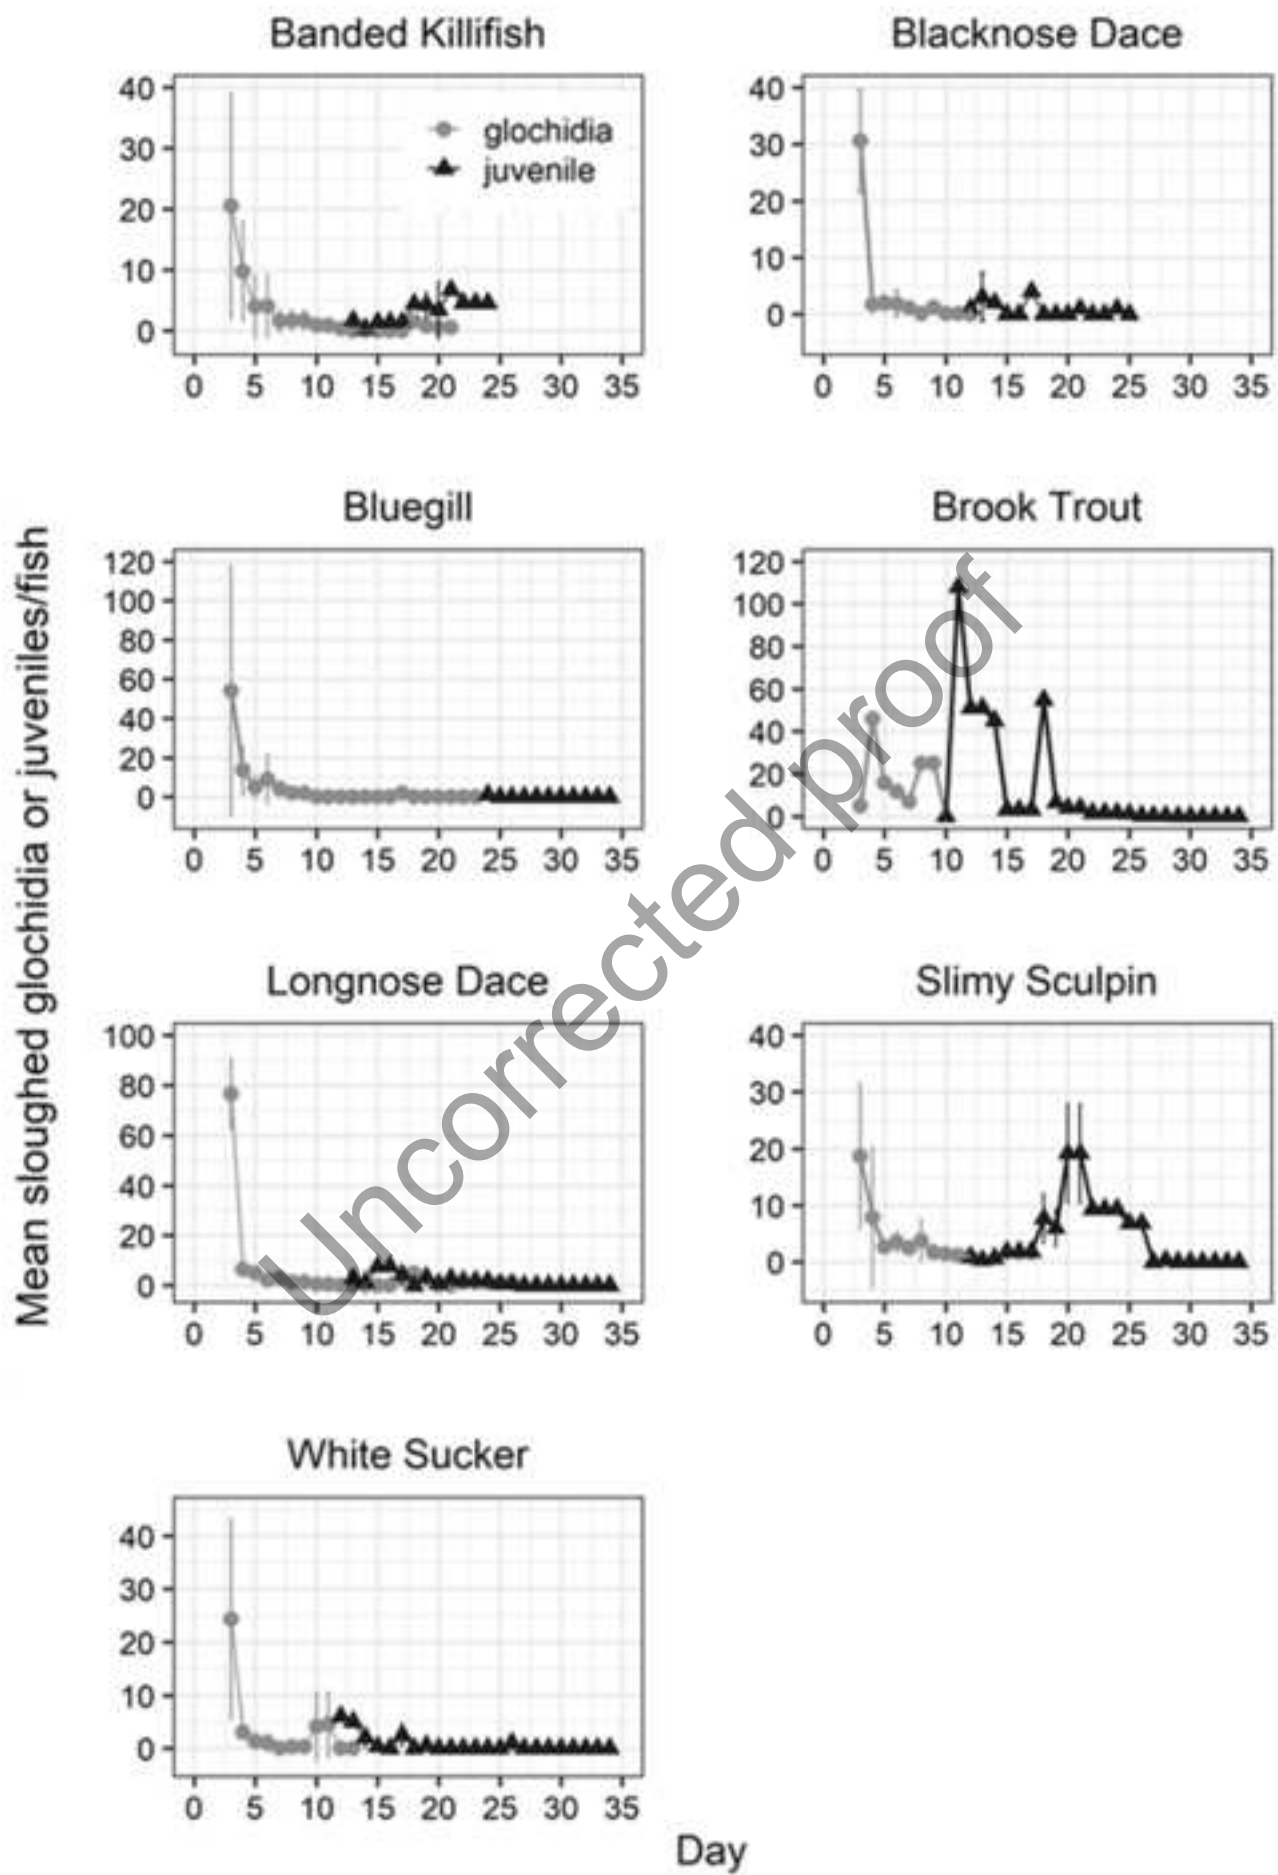 Banded Killifish
40
30
20
10
0
glochidia
juvenile
0 5 10 15 20 25 30 35
Blacknose Dace
40
30
20
10
0
0 5 10 15 20 25 30 35
Bluegill
120
100
80
60
40
20
0
0 5 10 15 20 25 30 35
Brook Trout
120
100
80
60
40
20
0
0 5 10 15 20 25 30 35
Longnose Dace
100
80
60
40
20
0
0 5 10 15 20 25 30 35
Slimy Sculpin
40
30
20
10
0
0 5 10 15 20 25 30 35
White Sucker
40
30
20
10
0
0 5 10 15 20 25 30 35
Mean sloughed glochidia or juveniles/fish
Day
Uncorrected proof